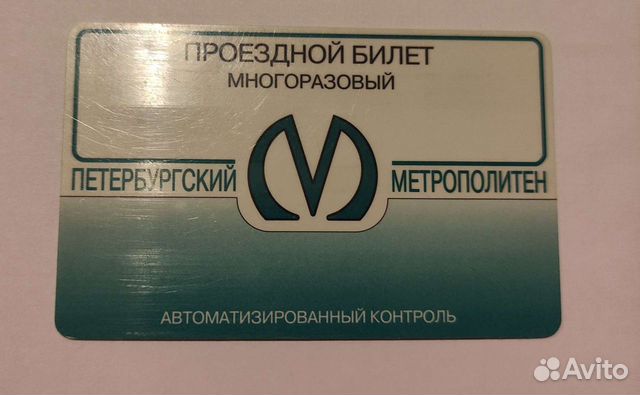 ПРОЕЗДНОЙ БИЛЕТ
МНОГОРАЗОВЫЙ
ПЕТЕРБУРГСКИЙ МЕТРОПОЛИТЕН
АВТОМАТИЗИРОВАННЫЙ КОНТРОЛЬ
Avito